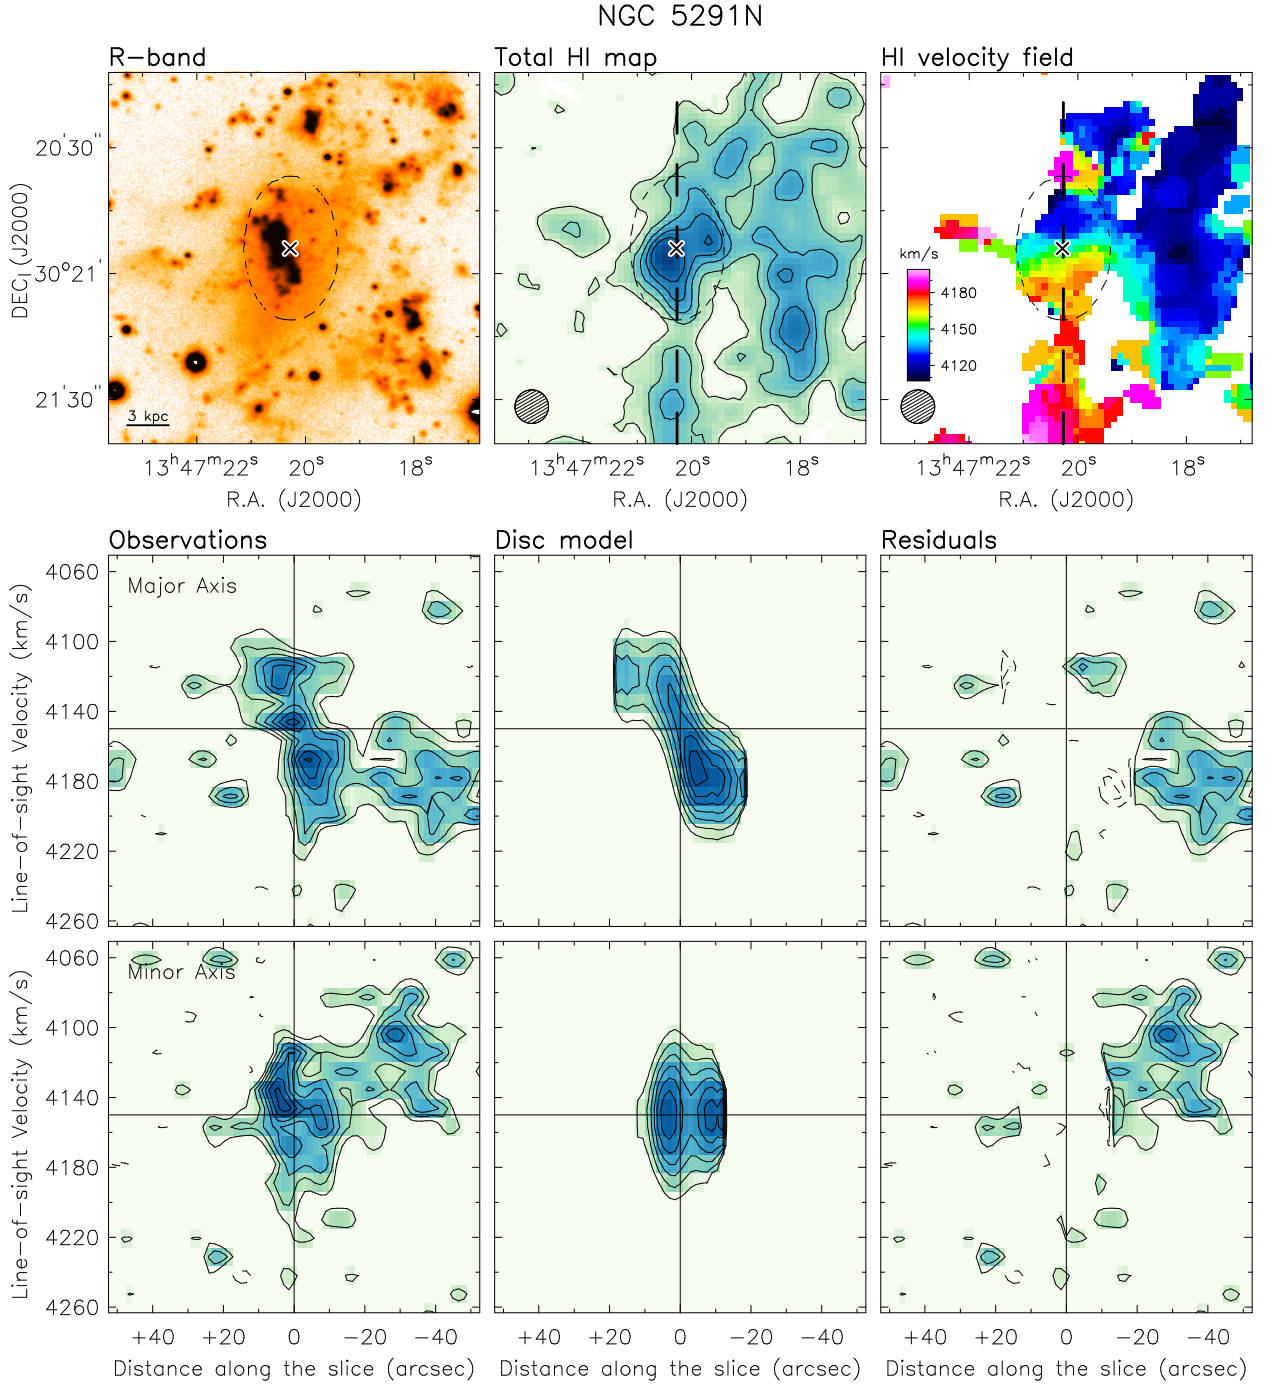 NGC 5291N
R-band
Total HI map
HI velocity field
DEC. (J2000)
20'30"
30°21'
21'30"
3 kpc
km/s
4180
4150
4120
13ʰ47ᵐ22ˢ 20ˢ 18ˢ
13ʰ47ᵐ22ˢ 20ˢ 18ˢ
13ʰ47ᵐ22ˢ 20ˢ 18ˢ
R.A. (J2000)
R.A. (J2000)
R.A. (J2000)
Observations
Disc model
Residuals
Line-of-sight Velocity (km/s)
4060
4100
4140
4180
4220
4260
Major Axis
Line-of-sight Velocity (km/s)
4060
4100
4140
4180
4220
4260
Minor Axis
+40 +20 0 -20 -40
+40 +20 0 -20 -40
+40 +20 0 -20 -40
Distance along the slice (arcsec)
Distance along the slice (arcsec)
Distance along the slice (arcsec)